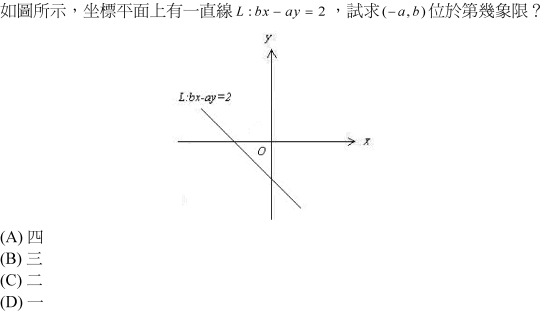 如圖所示，坐標平面上有一直線 L : bx − ay = 2 ，試求 (−a, b) 位於第幾象限？
y
L:bx-ay=2
O
x
(A) 四
(B) 三
(C) 二
(D) 一